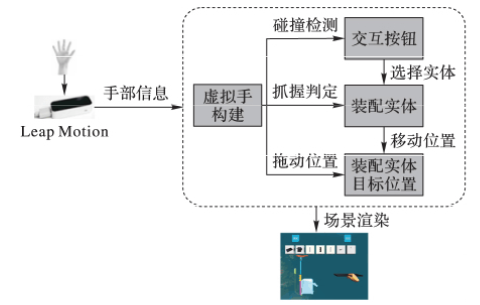 碰撞检测
交互按钮
选择实体
手部信息
虚拟手
构建
抓握判定
装配实体
Leap Motion
移动位置
拖动位置
装配实体
目标位置
场景渲染